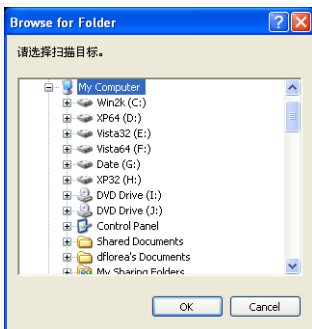 Browse for Folder
请选择扫描目标。
My Computer
Win2k (C:)
XP64 (D:)
Vista32 (E:)
Vista64 (F:)
Date (G:)
XP32 (H:)
DVD Drive (I:)
DVD Drive (J:)
Control Panel
Shared Documents
dflorea's Documents
My Sharing Folders
OK
Cancel